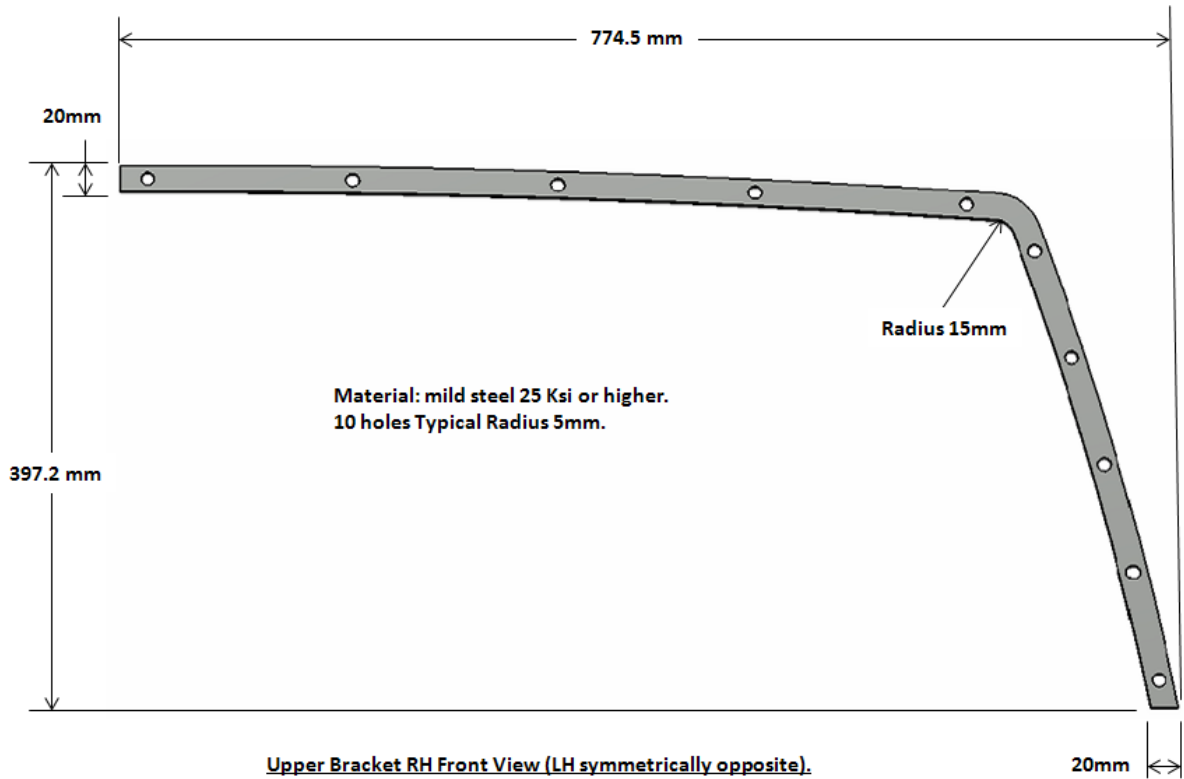 774.5 mm
20mm
Radius 15mm
Material: mild steel 25 Ksi or higher.
10 holes Typical Radius 5mm.
397.2 mm
Upper Bracket RH Front View (LH symmetrically opposite).
20mm